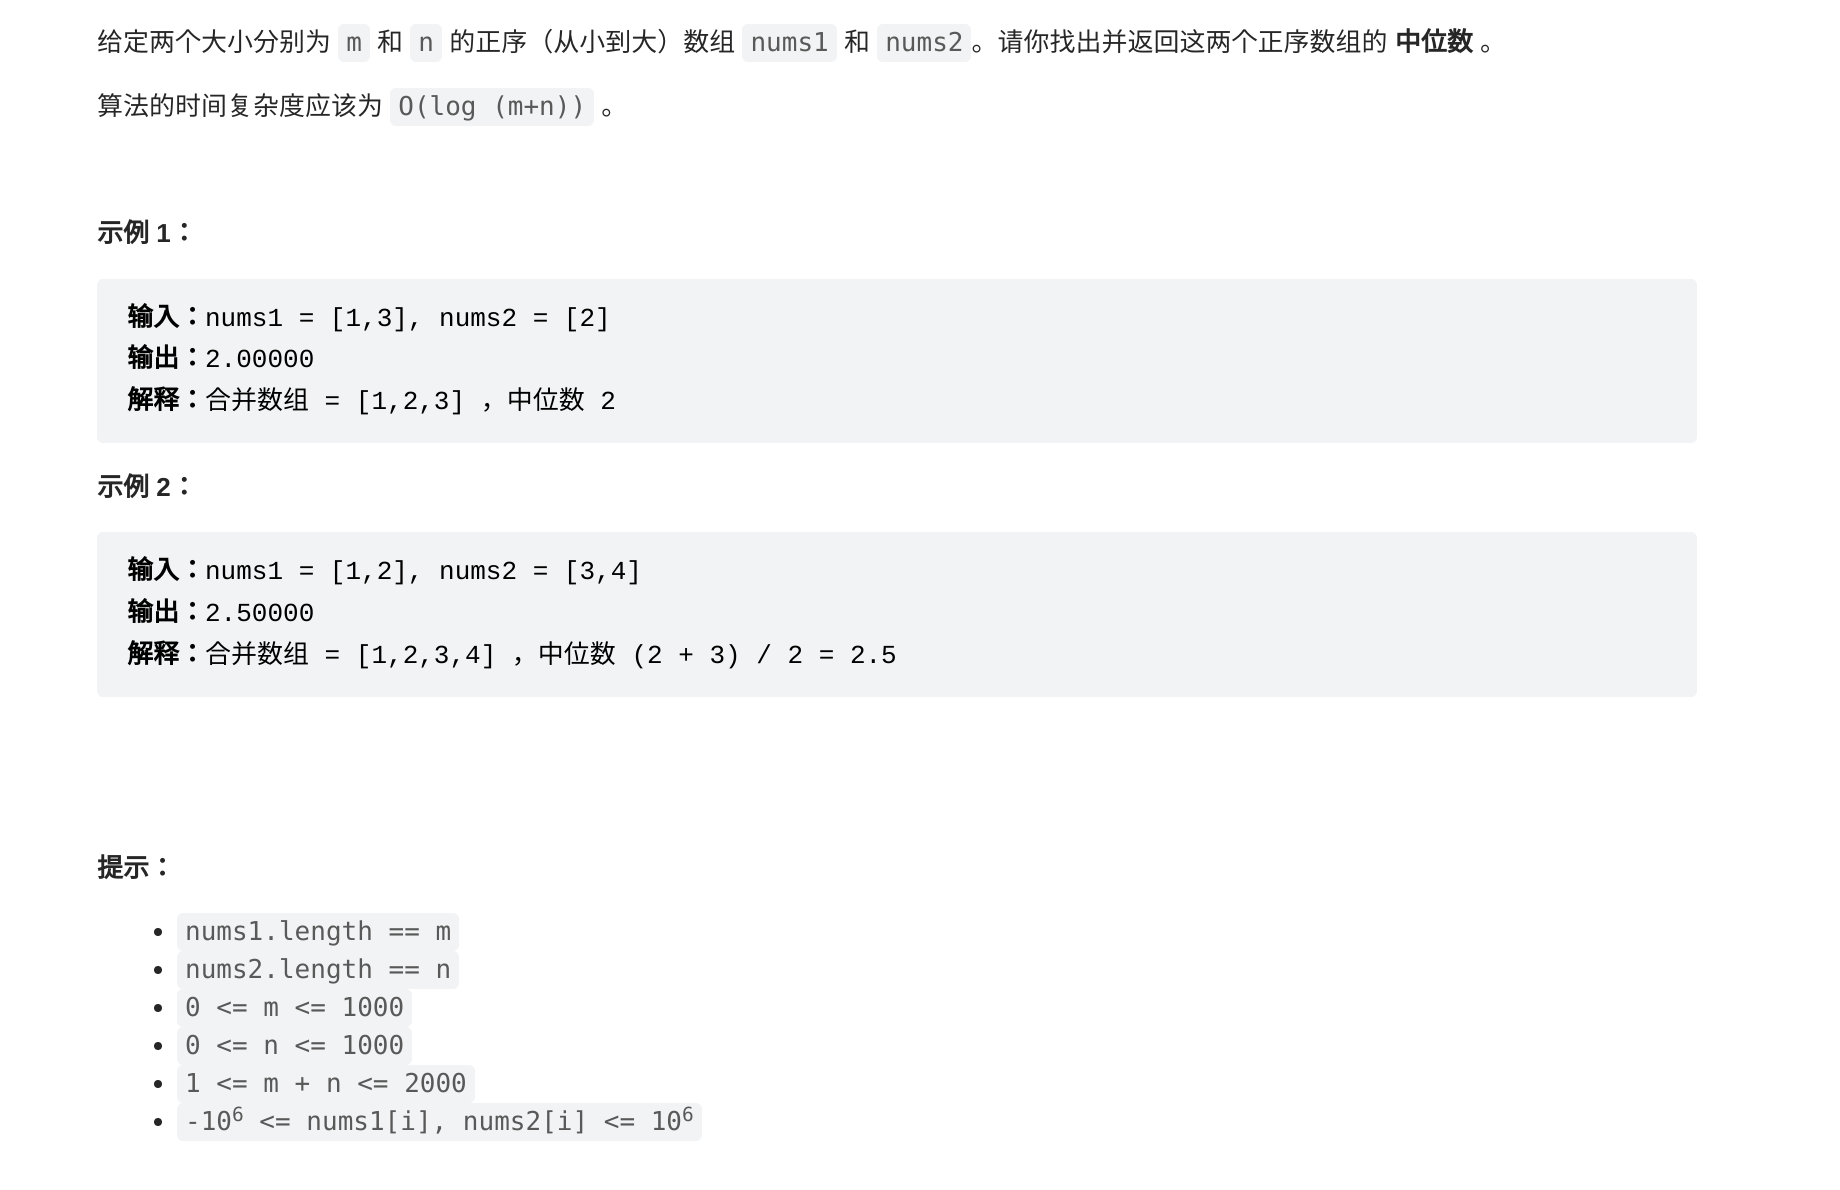 给定两个大小分别为 m 和 n 的正序（从小到大）数组 nums1 和 nums2。请你找出并返回这两个正序数组的 中位数 。
算法的时间复杂度应该为 O(log (m+n)) 。
示例 1：
输入：nums1 = [1,3], nums2 = [2]
输出：2.00000
解释：合并数组 = [1,2,3] ，中位数 2
示例 2：
输入：nums1 = [1,2], nums2 = [3,4]
输出：2.50000
解释：合并数组 = [1,2,3,4] ，中位数 (2 + 3) / 2 = 2.5
提示：
• nums1.length == m
• nums2.length == n
• 0 <= m <= 1000
• 0 <= n <= 1000
• 1 <= m + n <= 2000
• -10⁶ <= nums1[i], nums2[i] <= 10⁶